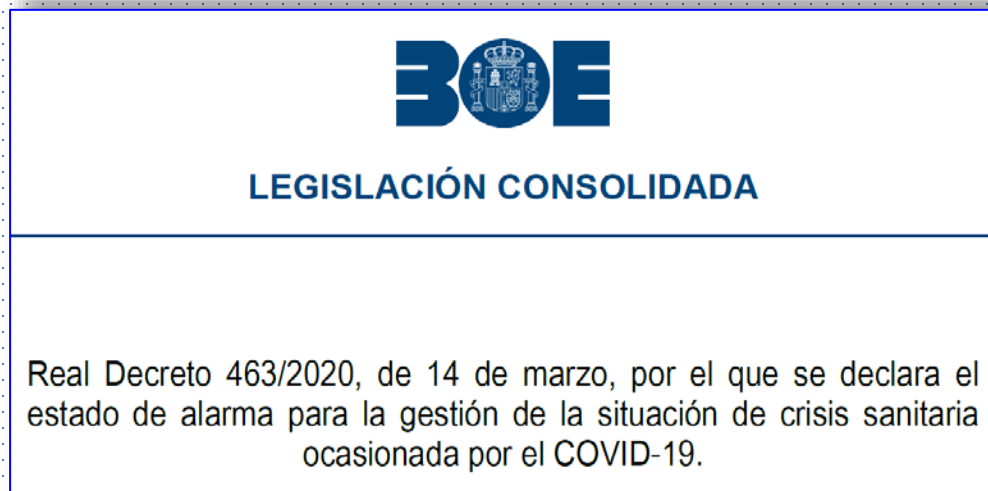 BOE
LEGISLACIÓN CONSOLIDADA
Real Decreto 463/2020, de 14 de marzo, por el que se declara el
estado de alarma para la gestión de la situación de crisis sanitaria
ocasionada por el COVID-19.